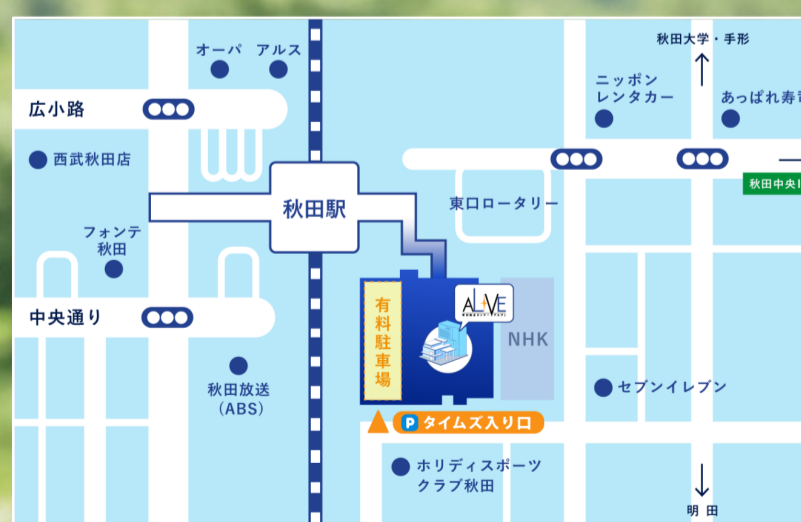 秋田大学・手形
オーパ
アルス
ニッポン
レンタカー
あっぱれ寿司
広小路
西武秋田店
秋田中央
秋田駅
東口ロータリー
フォンテ
秋田
ALIVE
有料駐車場
NHK
中央通り
秋田放送
(ABS)
セブンイレブン
P タイムズ入り口
ホリディスポーツ
クラブ秋田
明田